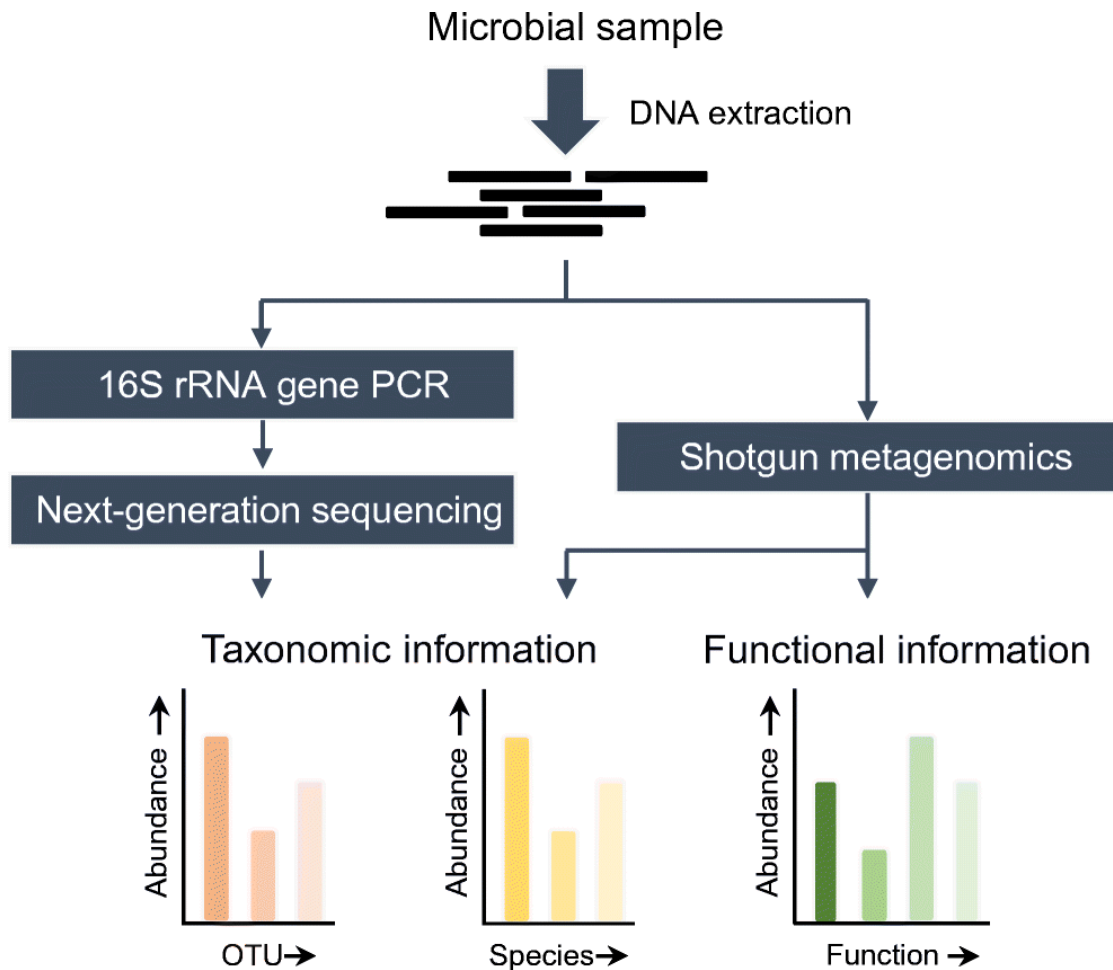 Microbial sample
DNA extraction
16S rRNA gene PCR
Next-generation sequencing
Shotgun metagenomics
Taxonomic information
Functional information
Abundance
OTU
Abundance
Species
Abundance
Function